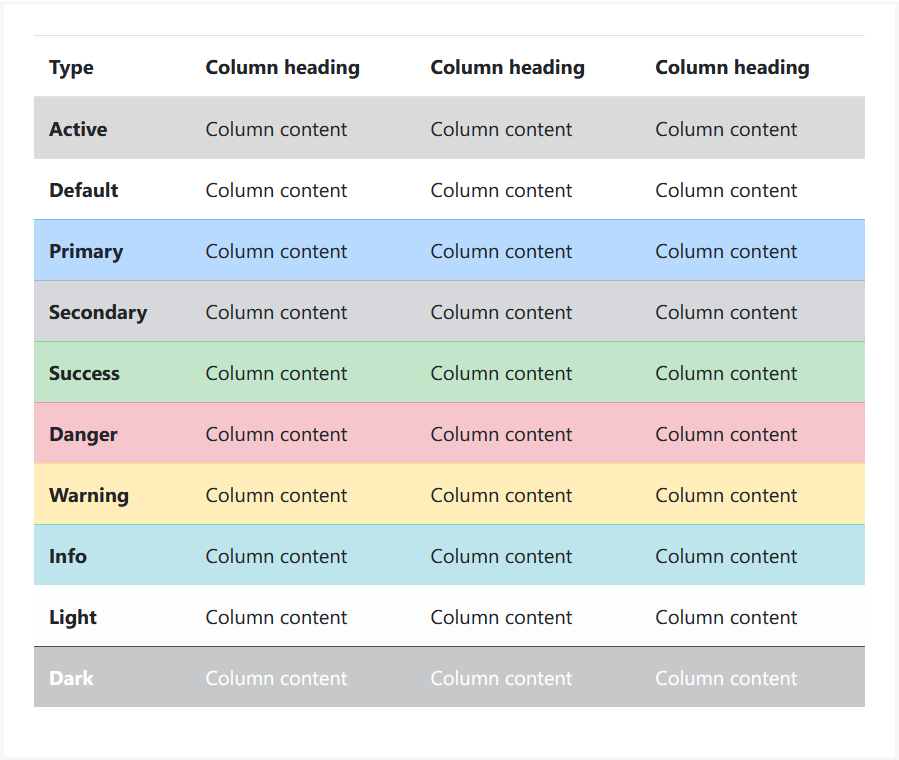 Type Column heading Column heading Column heading
Active Column content Column content Column content
Default Column content Column content Column content
Primary Column content Column content Column content
Secondary Column content Column content Column content
Success Column content Column content Column content
Danger Column content Column content Column content
Warning Column content Column content Column content
Info Column content Column content Column content
Light Column content Column content Column content
Dark Column content Column content Column content